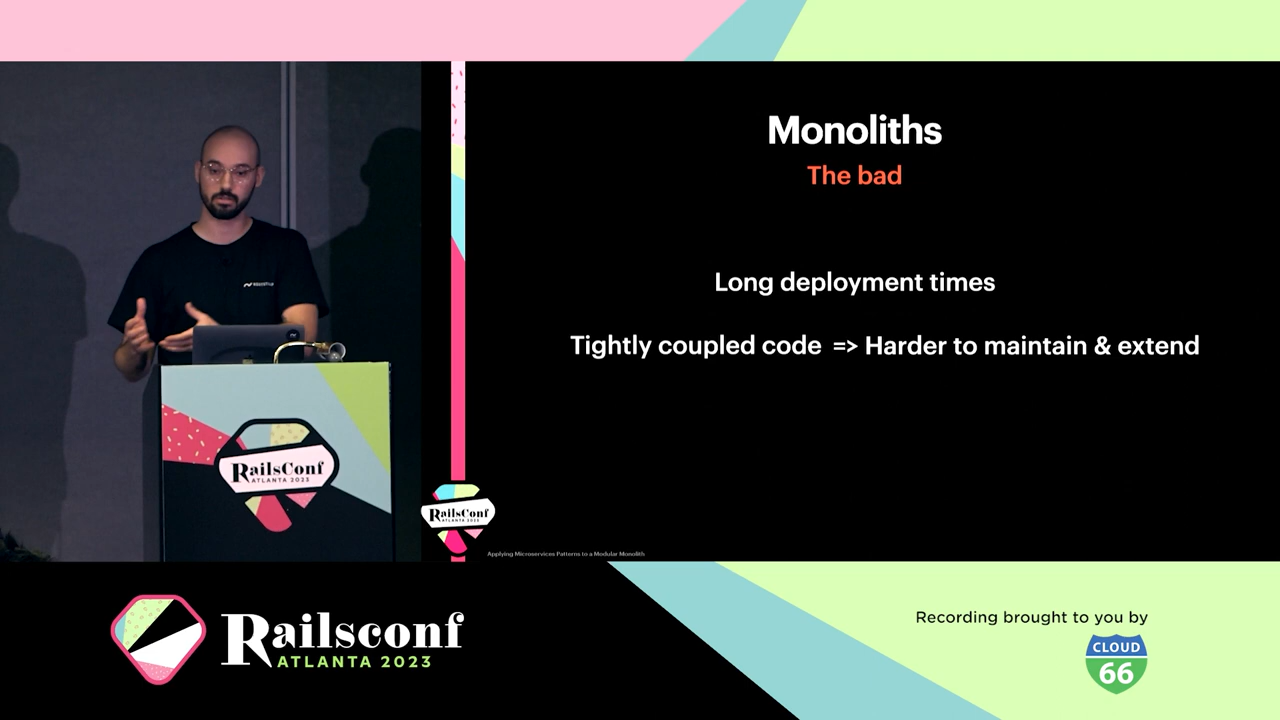 Monoliths
The bad
Long deployment times
Tightly coupled code => Harder to maintain & extend
RailsConf
ATLANTA 2023
RailsConf
ATLANTA 2023
Applying Microservices Patterns to a Modular Monolith
Railsconf
ATLANTA 2023
Recording brought to you by
CLOUD
66